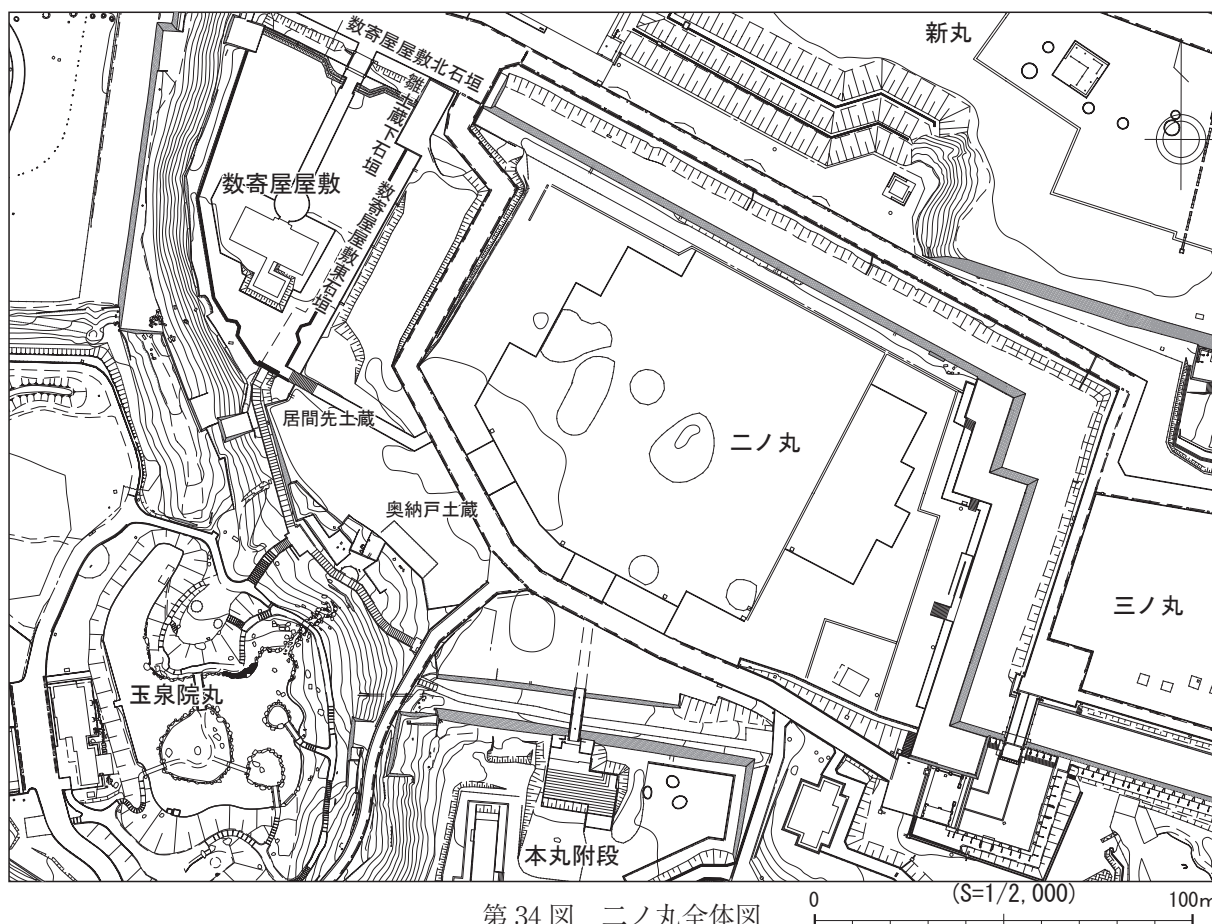 新丸
数寄屋屋敷北石垣
雛土蔵下石垣
数寄屋屋敷
数寄屋屋敷東石垣
居間先土蔵
二ノ丸
奥納戸土蔵
三ノ丸
玉泉院丸
本丸附段
第34図 二ノ丸全体図
0 (S=1/2,000) 100m